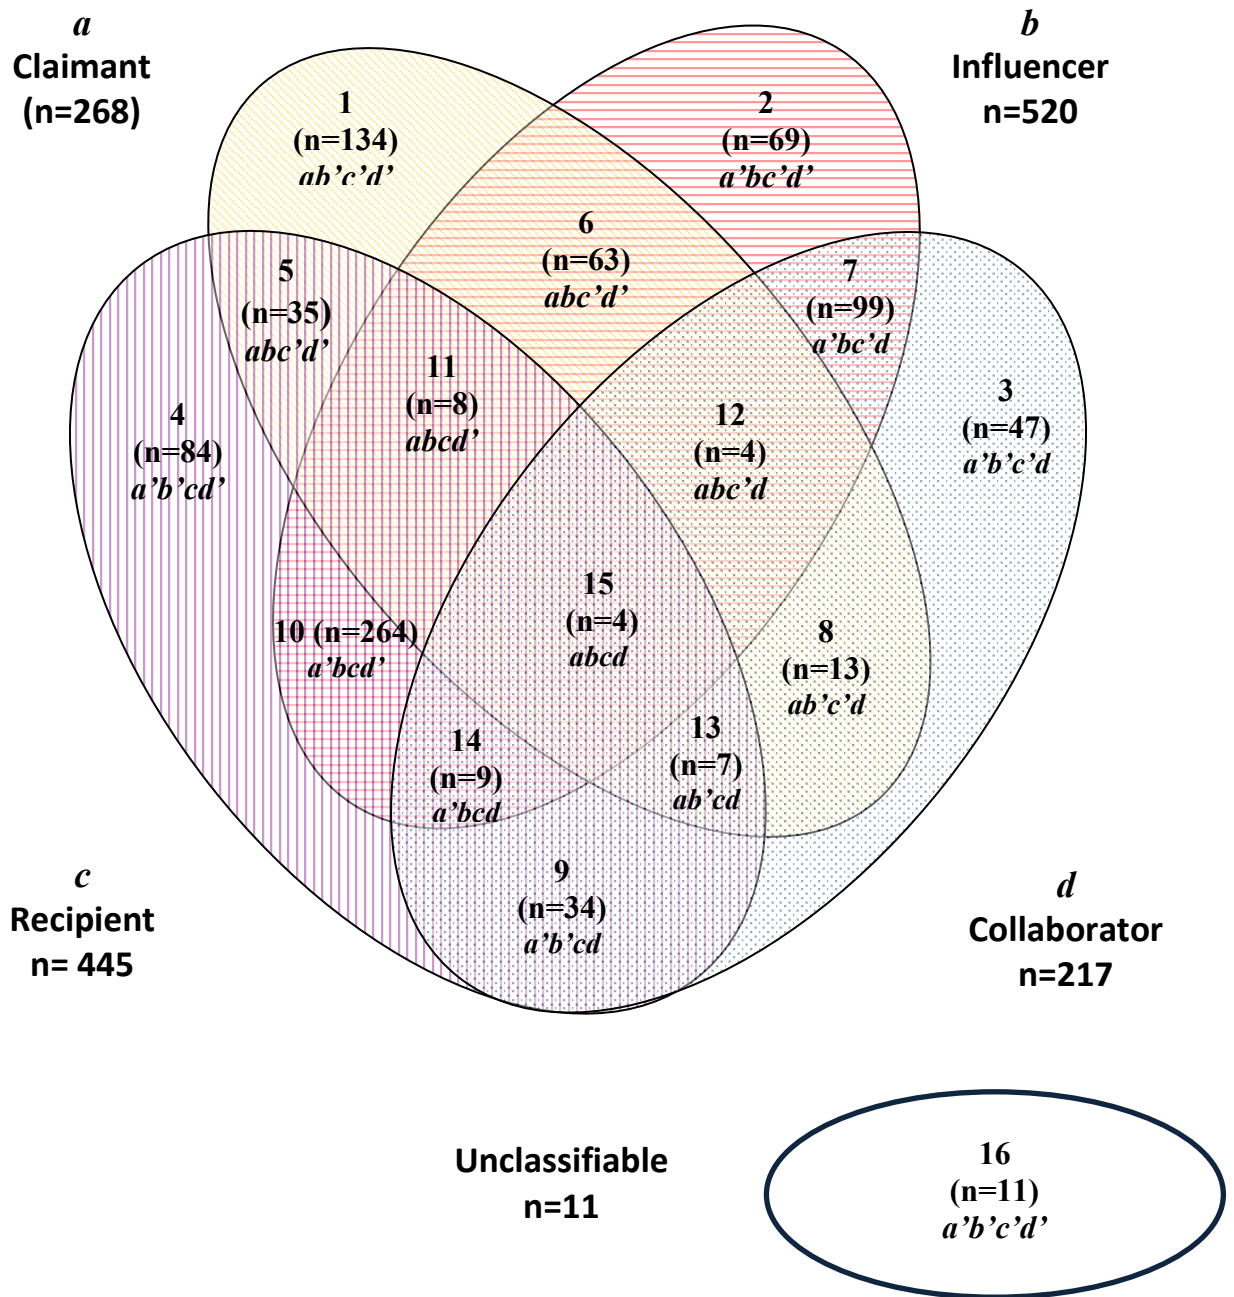 a
Claimant
(n=268)
b
Influencer
n=520
1
(n=134)
ab’c’d’
2
(n=69)
a’bc’d’
6
(n=63)
abc’d’
5
(n=35)
abc’d’
7
(n=99)
a’bc’d
11
(n=8)
abcd’
12
(n=4)
abc’d
3
(n=47)
a’b’c’d
4
(n=84)
a’b’cd’
15
(n=4)
abcd
10 (n=264)
a’bcd’
8
(n=13)
ab’c’d
14
(n=9)
a’bcd
13
(n=7)
ab’cd
9
(n=34)
a’b’cd
c
Recipient
n= 445
d
Collaborator
n=217
Unclassifiable
n=11
16
(n=11)
a’b’c’d’